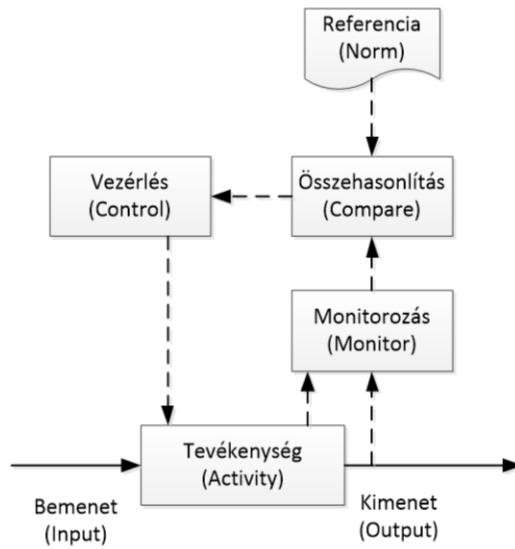 Referencia
(Norm)
Vezérlés
(Control)
Összehasonlítás
(Compare)
Monitorozás
(Monitor)
Tevékenység
(Activity)
Bemenet
(Input)
Kimenet
(Output)